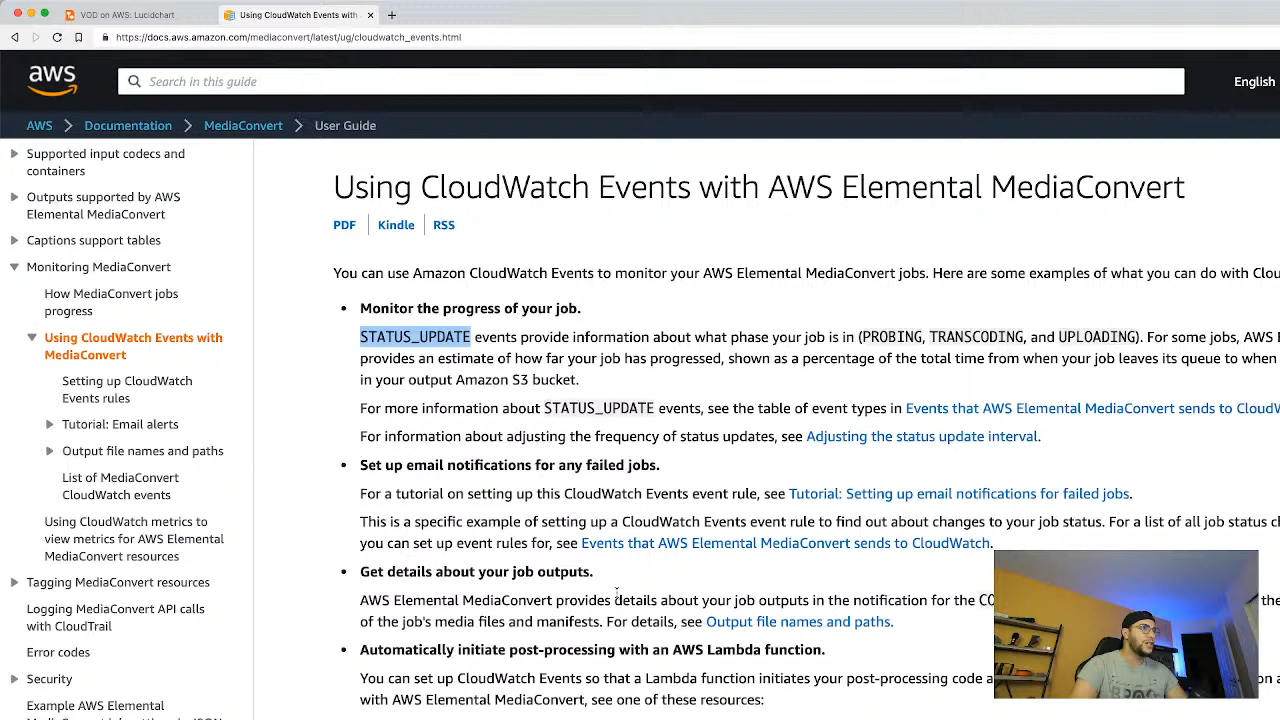 VOD on AWS: Lucidchart
Using CloudWatch Events with
https://docs.aws.amazon.com/mediaconvert/latest/ug/cloudwatch_events.html
aws
Search in this guide
English
AWS
Documentation
MediaConvert
User Guide
Supported input codecs and
containers
Outputs supported by AWS
Elemental MediaConvert
Captions support tables
Monitoring MediaConvert
How MediaConvert jobs
progress
Using CloudWatch Events with
MediaConvert
Setting up CloudWatch
Events rules
Tutorial: Email alerts
Output file names and paths
List of MediaConvert
CloudWatch events
Using CloudWatch metrics to
view metrics for AWS Elemental
MediaConvert resources
Tagging MediaConvert resources
Logging MediaConvert API calls
with CloudTrail
Error codes
Security
Example AWS Elemental
Using CloudWatch Events with AWS Elemental MediaConvert
PDF
Kindle
RSS
You can use Amazon CloudWatch Events to monitor your AWS Elemental MediaConvert jobs. Here are some examples of what you can do with Clou
• Monitor the progress of your job.
STATUS_UPDATE events provide information about what phase your job is in (PROBING, TRANSCODING, and UPLOADING). For some jobs, AWS E
provides an estimate of how far your job has progressed, shown as a percentage of the total time from when your job leaves its queue to when
in your output Amazon S3 bucket.
For more information about STATUS_UPDATE events, see the table of event types in Events that AWS Elemental MediaConvert sends to CloudW
For information about adjusting the frequency of status updates, see Adjusting the status update interval.
• Set up email notifications for any failed jobs.
For a tutorial on setting up this CloudWatch Events event rule, see Tutorial: Setting up email notifications for failed jobs.
This is a specific example of setting up a CloudWatch Events event rule to find out about changes to your job status. For a list of all job status c
you can set up event rules for, see Events that AWS Elemental MediaConvert sends to CloudWatch.
• Get details about your job outputs.
AWS Elemental MediaConvert provides details about your job outputs in the notification for the CO the
of the job's media files and manifests. For details, see Output file names and paths.
• Automatically initiate post-processing with an AWS Lambda function.
You can set up CloudWatch Events so that a Lambda function initiates your post-processing code a
with AWS Elemental MediaConvert, see one of these resources: